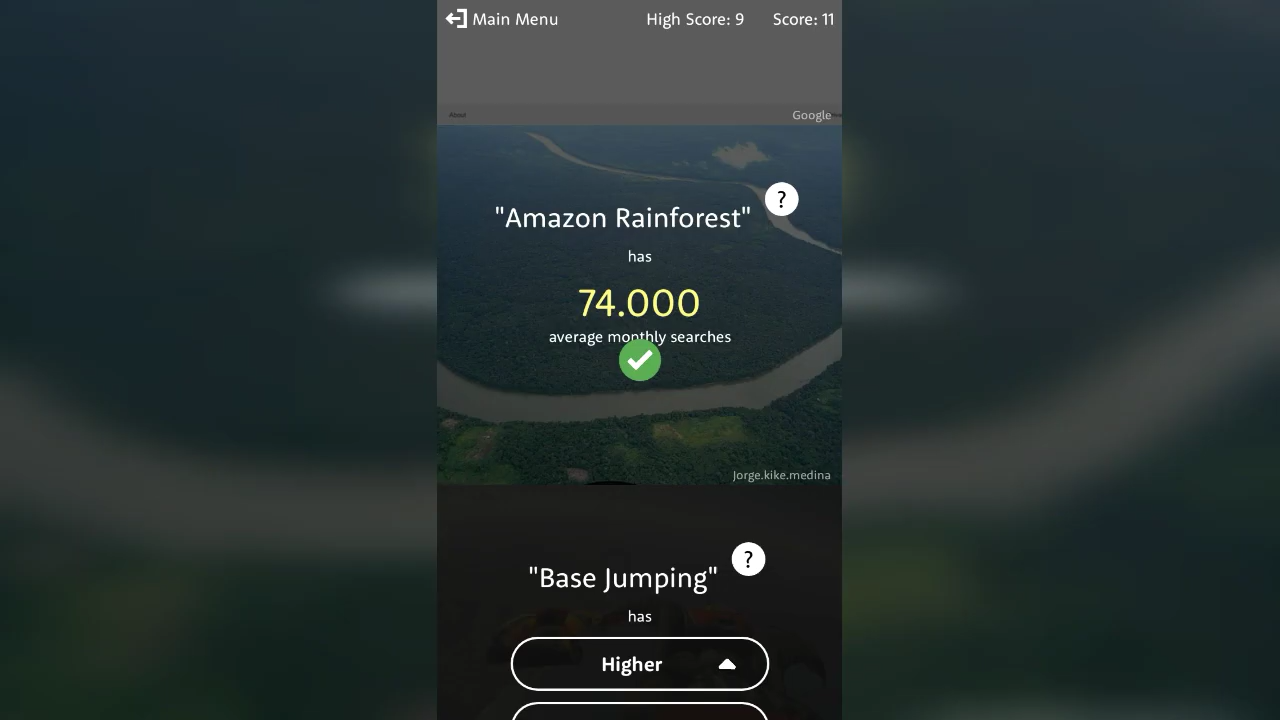 Main Menu
High Score: 9
Score: 11
About
Google
"Amazon Rainforest"
?
has
74.000
average monthly searches
Jorge.kike.medina
"Base Jumping"
?
has
Higher